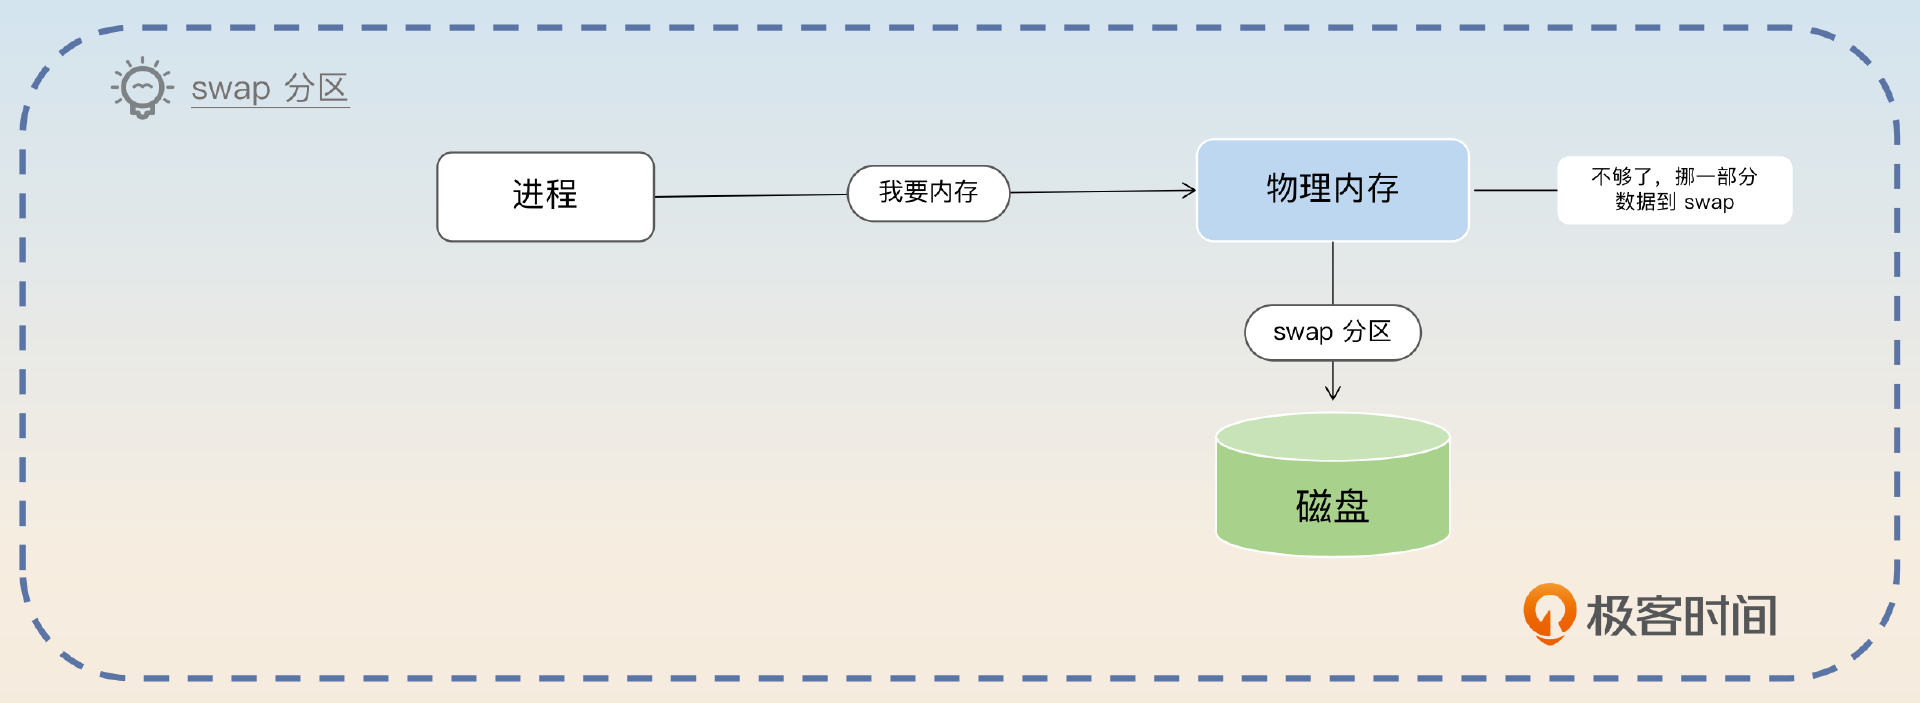 swap 分区
进程
我要内存
物理内存
不够了，挪一部分
数据到 swap
swap 分区
磁盘
极客时间